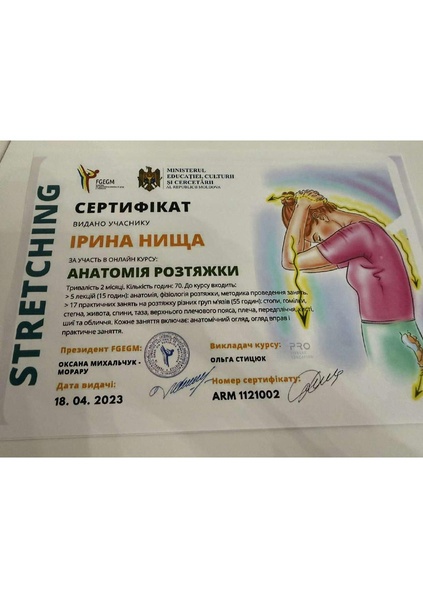 STRETCHING
FGEGM
MINISTERUL
EDUCAȚIEI, CULTURII
ȘI CERCETĂRII
AL REPUBLICII MOLDOVA
СЕРТИФІКАТ
ВИДАНО УЧАСНИКУ
ІРИНА НИЩА
ЗА УЧАСТЬ В ОНЛАЙН КУРСІ:
АНАТОМІЯ РОЗТЯЖКИ
Тривалість 2 місяці. Кількість годин: 70. До курсу входить:
> 5 лекцій (15 годин): анатомія, фізіологія розтяжки, методика проведення занять.
> 17 практичних занять на розтяжку різних груп м'язів (55 годин): стопи, гомілки,
стегна, живота, спини, таза, верхнього плечового пояса, плеча, передпліччя, кисті,
шиї та обличчя. Кожне заняття включає: анатомічний огляд, огляд вправ і
практичне заняття.
Президент FGEGM:
ОКСАНА МИХАЛЬЧУК -
МОРАРУ
Викладач курсу:
PRO
ОЛЬГА СТИЦЮК
Дата видачі:
18. 04. 2023
Номер сертифікату:
ARM 1121002